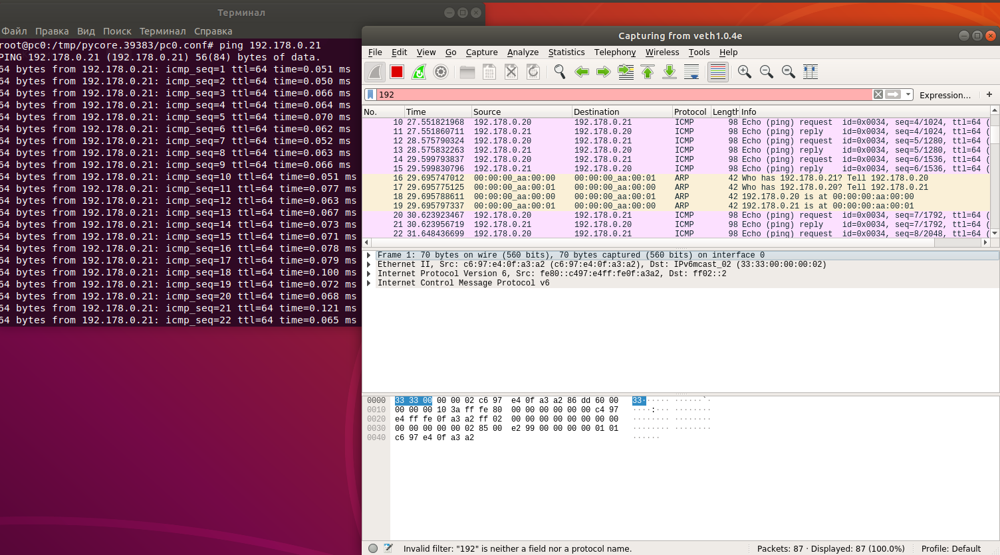 Терминал
Файл Правка Вид Поиск Терминал Справка
root@pc0:/tmp/pycore.39383/pc0.conf# ping 192.178.0.21
PING 192.178.0.21 (192.178.0.21) 56(84) bytes of data.
64 bytes from 192.178.0.21: icmp_seq=1 ttl=64 time=0.051 ms
64 bytes from 192.178.0.21: icmp_seq=2 ttl=64 time=0.050 ms
64 bytes from 192.178.0.21: icmp_seq=3 ttl=64 time=0.066 ms
64 bytes from 192.178.0.21: icmp_seq=4 ttl=64 time=0.064 ms
64 bytes from 192.178.0.21: icmp_seq=5 ttl=64 time=0.070 ms
64 bytes from 192.178.0.21: icmp_seq=6 ttl=64 time=0.062 ms
64 bytes from 192.178.0.21: icmp_seq=7 ttl=64 time=0.052 ms
64 bytes from 192.178.0.21: icmp_seq=8 ttl=64 time=0.063 ms
64 bytes from 192.178.0.21: icmp_seq=9 ttl=64 time=0.066 ms
64 bytes from 192.178.0.21: icmp_seq=10 ttl=64 time=0.051 ms
64 bytes from 192.178.0.21: icmp_seq=11 ttl=64 time=0.077 ms
64 bytes from 192.178.0.21: icmp_seq=12 ttl=64 time=0.063 ms
64 bytes from 192.178.0.21: icmp_seq=13 ttl=64 time=0.067 ms
64 bytes from 192.178.0.21: icmp_seq=14 ttl=64 time=0.073 ms
64 bytes from 192.178.0.21: icmp_seq=15 ttl=64 time=0.071 ms
64 bytes from 192.178.0.21: icmp_seq=16 ttl=64 time=0.078 ms
64 bytes from 192.178.0.21: icmp_seq=17 ttl=64 time=0.079 ms
64 bytes from 192.178.0.21: icmp_seq=18 ttl=64 time=0.100 ms
64 bytes from 192.178.0.21: icmp_seq=19 ttl=64 time=0.072 ms
64 bytes from 192.178.0.21: icmp_seq=20 ttl=64 time=0.068 ms
64 bytes from 192.178.0.21: icmp_seq=21 ttl=64 time=0.121 ms
64 bytes from 192.178.0.21: icmp_seq=22 ttl=64 time=0.065 ms
Capturing from veth1.0.4e
File Edit View Go Capture Analyze Statistics Telephony Wireless Tools Help
192 Expression… +
No. Time Source Destination Protocol Length Info
10 27.551821968 192.178.0.20 192.178.0.21 ICMP 98 Echo (ping) request id=0x0034, seq=4/1024, ttl=64 (
11 27.551860711 192.178.0.21 192.178.0.20 ICMP 98 Echo (ping) reply id=0x0034, seq=4/1024, ttl=64 (
12 28.575790324 192.178.0.20 192.178.0.21 ICMP 98 Echo (ping) request id=0x0034, seq=5/1280, ttl=64 (
13 28.575832263 192.178.0.21 192.178.0.20 ICMP 98 Echo (ping) reply id=0x0034, seq=5/1280, ttl=64 (
14 29.599793837 192.178.0.20 192.178.0.21 ICMP 98 Echo (ping) request id=0x0034, seq=6/1536, ttl=64 (
15 29.599830796 192.178.0.21 192.178.0.20 ICMP 98 Echo (ping) reply id=0x0034, seq=6/1536, ttl=64 (
16 29.695747012 00:00:00_aa:00:00 00:00:00_aa:00:01 ARP 42 Who has 192.178.0.21? Tell 192.178.0.20
17 29.695775125 00:00:00_aa:00:01 00:00:00_aa:00:00 ARP 42 Who has 192.178.0.20? Tell 192.178.0.21
18 29.695788611 00:00:00_aa:00:00 00:00:00_aa:00:01 ARP 42 192.178.0.20 is at 00:00:00:aa:00:00
19 29.695797337 00:00:00_aa:00:01 00:00:00_aa:00:00 ARP 42 192.178.0.21 is at 00:00:00:aa:00:01
20 30.623923467 192.178.0.20 192.178.0.21 ICMP 98 Echo (ping) request id=0x0034, seq=7/1792, ttl=64 (
21 30.623956719 192.178.0.21 192.178.0.20 ICMP 98 Echo (ping) reply id=0x0034, seq=7/1792, ttl=64 (
22 31.648436699 192.178.0.20 192.178.0.21 ICMP 98 Echo (ping) request id=0x0034, seq=8/2048, ttl=64 (
Frame 1: 70 bytes on wire (560 bits), 70 bytes captured (560 bits) on interface 0
Ethernet II, Src: c6:97:e4:0f:a3:a2 (c6:97:e4:0f:a3:a2), Dst: IPv6mcast_02 (33:33:00:00:00:02)
Internet Protocol Version 6, Src: fe80::c497:e4ff:fe0f:a3a2, Dst: ff02::2
Internet Control Message Protocol v6
0000 33 33 00 00 00 02 c6 97 e4 0f a3 a2 86 dd 60 00 33······ ······`·
0010 00 00 00 10 3a ff fe 80 00 00 00 00 00 00 c4 97 ····:··· ········
0020 e4 ff fe 0f a3 a2 ff 02 00 00 00 00 00 00 00 00 ········ ········
0030 00 00 00 00 00 02 85 00 e2 99 00 00 00 00 01 01 ········ ········
0040 c6 97 e4 0f a3 a2 ······
Invalid filter: "192" is neither a field nor a protocol name. Packets: 87 · Displayed: 87 (100.0%) Profile: Default